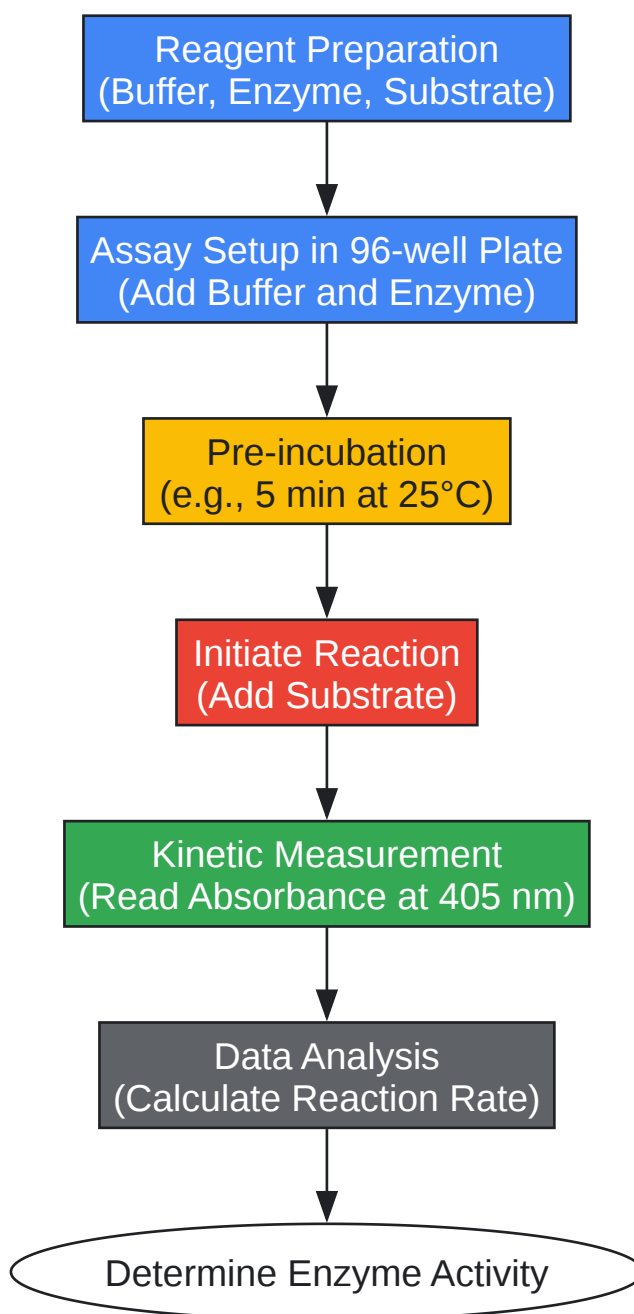 Reagent Preparation
(Buffer, Enzyme, Substrate)
Assay Setup in 96-well Plate
(Add Buffer and Enzyme)
Pre-incubation
(e.g., 5 min at 25°C)
Initiate Reaction
(Add Substrate)
Kinetic Measurement
(Read Absorbance at 405 nm)
Data Analysis
(Calculate Reaction Rate)
Determine Enzyme Activity